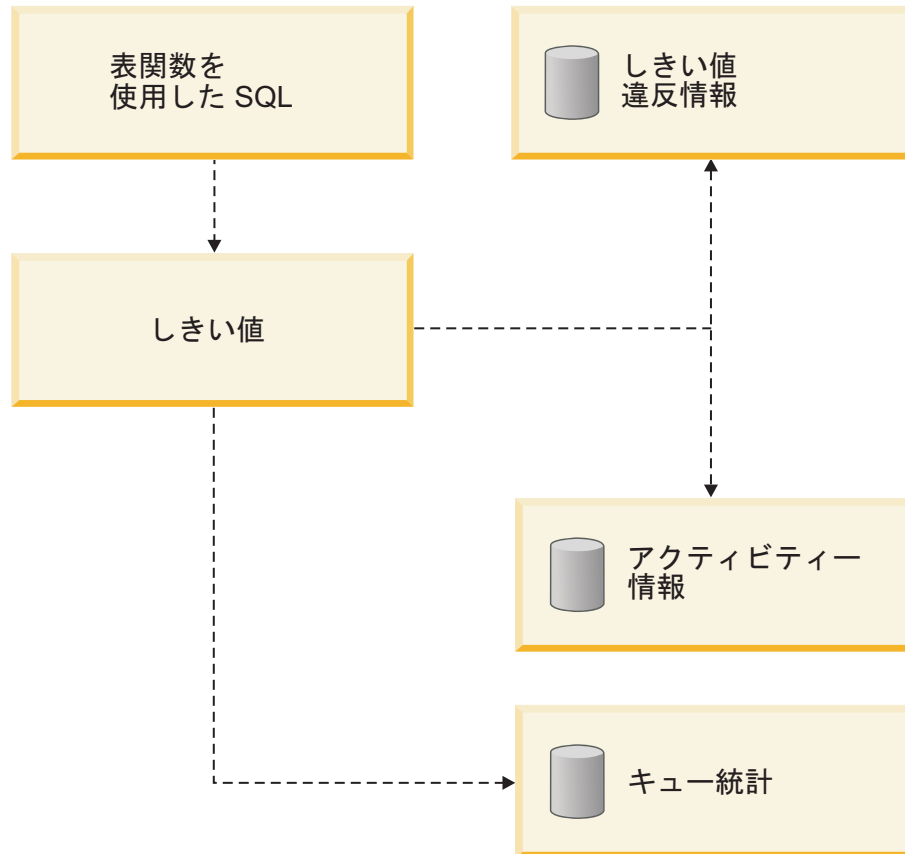 表関数を
使用した SQL
しきい値
違反情報
しきい値
アクティビティー
情報
キュー統計